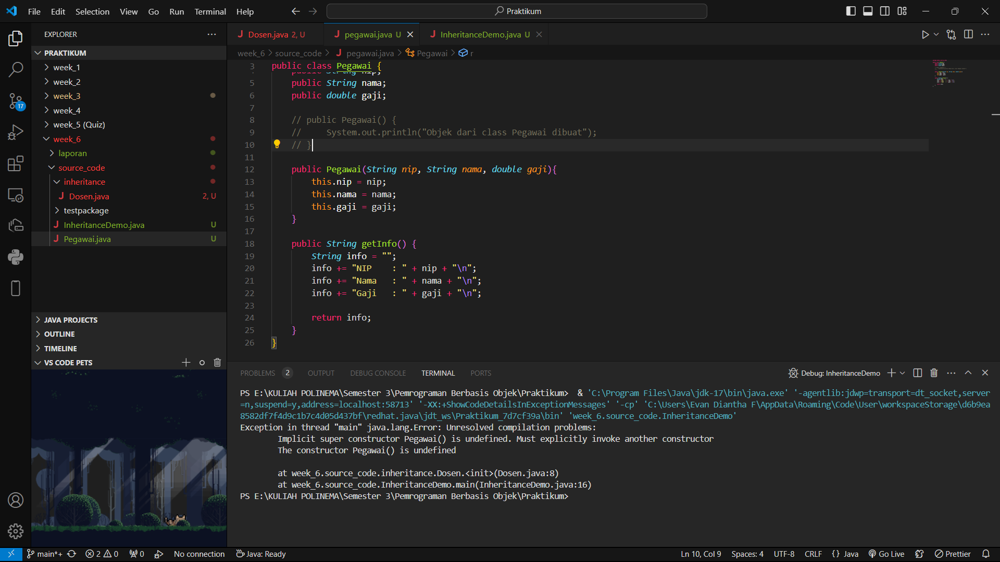 File Edit Selection View Go Run Terminal Help
Praktikum
EXPLORER
PRAKTIKUM
week_1
week_2
week_3
week_4
week_5 (Quiz)
week_6
laporan
source_code
inheritance
Dosen.java 2, U
testpackage
InheritanceDemo.java U
Pegawai.java U
JAVA PROJECTS
OUTLINE
TIMELINE
VS CODE PETS
17
Dosen.java 2, U pegawai.java U InheritanceDemo.java U
week_6 > source_code > pegawai.java > Pegawai > r
3 public class Pegawai {
public String nip;
5 public String nama;
6 public double gaji;
7
8 // public Pegawai() {
9 //     System.out.println("Objek dari class Pegawai dibuat");
10 // }
11
12 public Pegawai(String nip, String nama, double gaji){
13 this.nip = nip;
14 this.nama = nama;
15 this.gaji = gaji;
16 }
17
18 public String getInfo() {
19 String info = "";
20 info += "NIP    : " + nip + "\n";
21 info += "Nama   : " + nama + "\n";
22 info += "Gaji   : " + gaji + "\n";
23
24 return info;
25 }
26 }
PROBLEMS 2 OUTPUT DEBUG CONSOLE TERMINAL PORTS
Debug: InheritanceDemo
PS E:\KULIAH POLINEMA\Semester 3\Pemrograman Berbasis Objek\Praktikum>  & 'C:\Program Files\Java\jdk-17\bin\java.exe' '-agentlib:jdwp=transport=dt_socket,server
=n,suspend=y,address=localhost:58713' '-XX:+ShowCodeDetailsInExceptionMessages' '-cp' 'C:\Users\Evan Diantha F\AppData\Roaming\Code\User\workspaceStorage\d6b9ea
8582df7f4d9c1b7c4d05d437bf\redhat.java\jdt_ws\Praktikum_7d7cf39a\bin' 'week_6.source_code.InheritanceDemo'
Exception in thread "main" java.lang.Error: Unresolved compilation problems:
Implicit super constructor Pegawai() is undefined. Must explicitly invoke another constructor
The constructor Pegawai() is undefined
at week_6.source_code.inheritance.Dosen.<init>(Dosen.java:8)
at week_6.source_code.InheritanceDemo.main(InheritanceDemo.java:16)
PS E:\KULIAH POLINEMA\Semester 3\Pemrograman Berbasis Objek\Praktikum>
main*+ 2 0 0 No connection Java: Ready
Ln 10, Col 9 Spaces: 4 UTF-8 CRLF {} Java Go Live Prettier